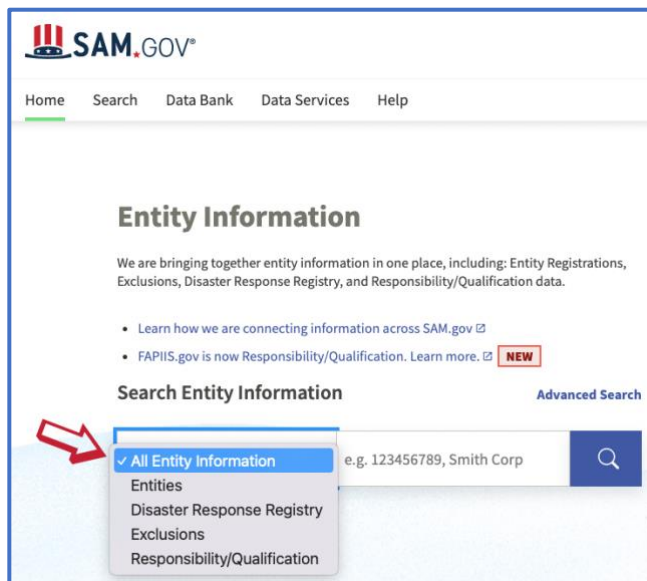 SAM.GOV®
Home Search Data Bank Data Services Help
Entity Information
We are bringing together entity information in one place, including: Entity Registrations,
Exclusions, Disaster Response Registry, and Responsibility/Qualification data.
• Learn how we are connecting information across SAM.gov
• FAPIIS.gov is now Responsibility/Qualification. Learn more. NEW
Search Entity Information Advanced Search
✓ All Entity Information e.g. 123456789, Smith Corp
Entities
Disaster Response Registry
Exclusions
Responsibility/Qualification